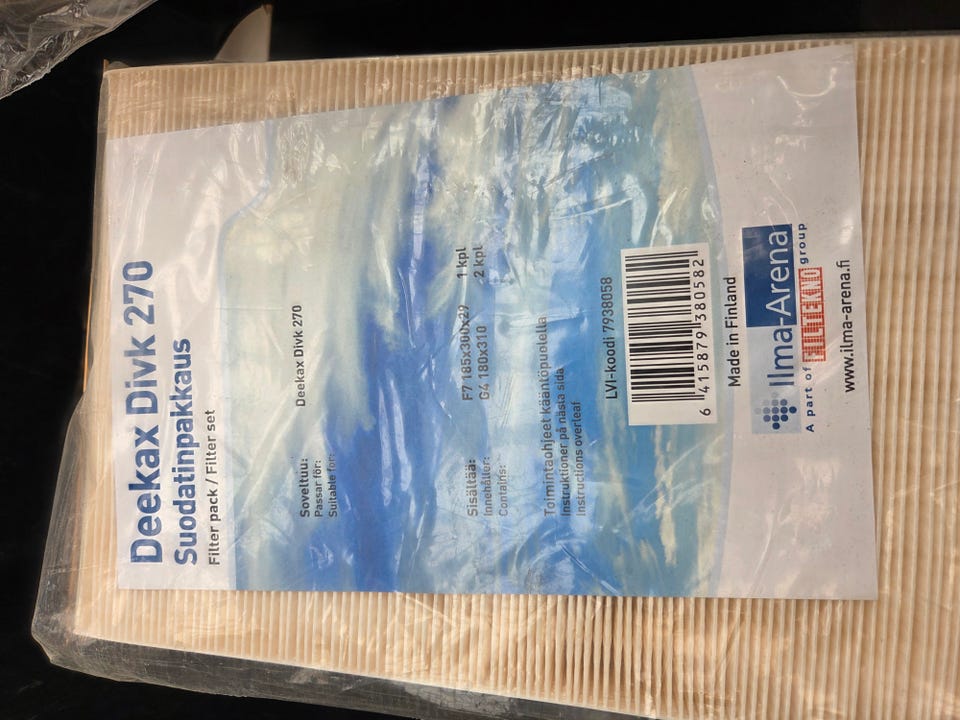 Deekax Divk 270
Suodatinpakkaus
Filter pack / Filter set
Soveltuu: Deekax Divk 270
Passar för:
Suitable for:
Sisältää: F7 185x300x29 1 kpl
Innehåller: G4 180x310 2 kpl
Contains:
Toimintaohjeet kääntöpuolella
Instruktioner på nästa sida
Instructions overleaf
LVI-koodi 7938058
6 415879 380582
Made in Finland
Ilma-Arena
A part of FILTEKNO group
www.ilma-arena.fi